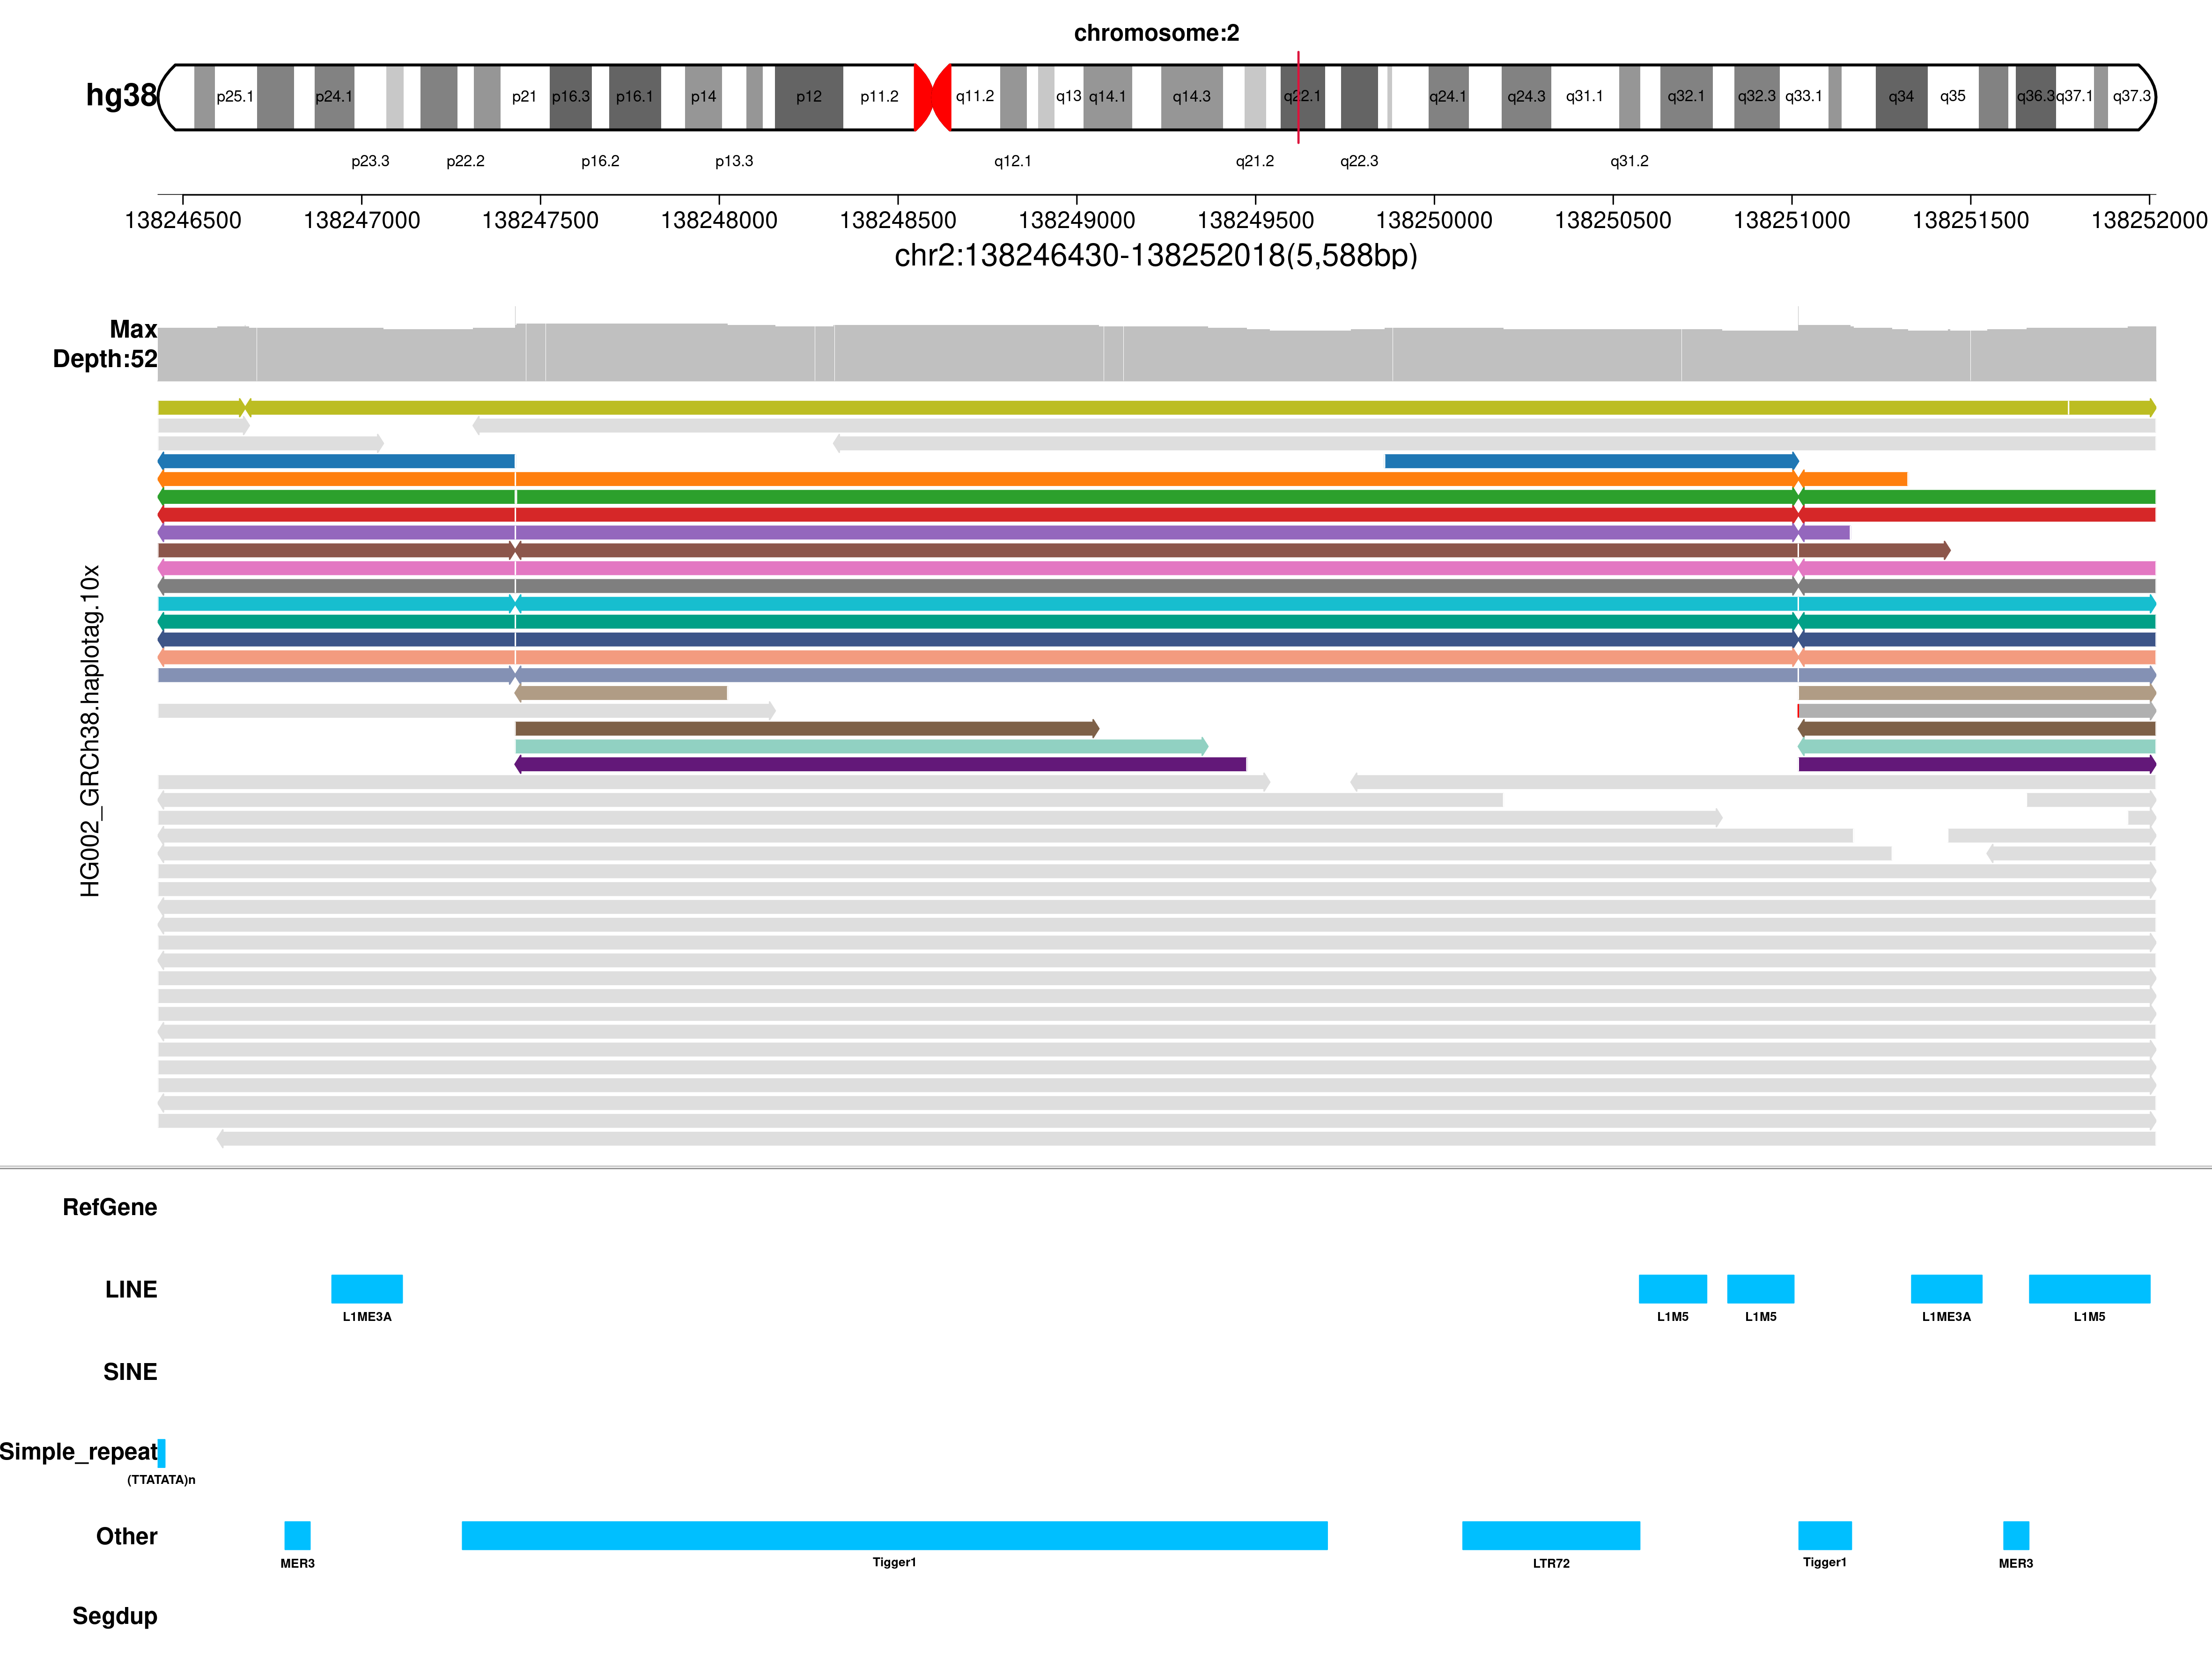 chromosome:2
hg38
p25.1 p24.1 p21 p16.3 p16.1 p14 p12 p11.2 q11.2 q13 q14.1 q14.3 q22.1 q24.1 q24.3 q31.1 q32.1 q32.3 q33.1 q34 q35 q36.3 q37.1 q37.3
p23.3 p22.2 p16.2 p13.3 q12.1 q21.2 q22.3 q31.2
138246500 138247000 138247500 138248000 138248500 138249000 138249500 138250000 138250500 138251000 138251500 138252000
chr2:138246430-138252018(5,588bp)
Max
Depth:52
HG002_GRCh38.haplotag.10x
RefGene
LINE
L1ME3A L1M5 L1M5 L1ME3A L1M5
SINE
Simple_repeat
(TTATATA)n
Other
MER3 Tigger1 LTR72 Tigger1 MER3
Segdup